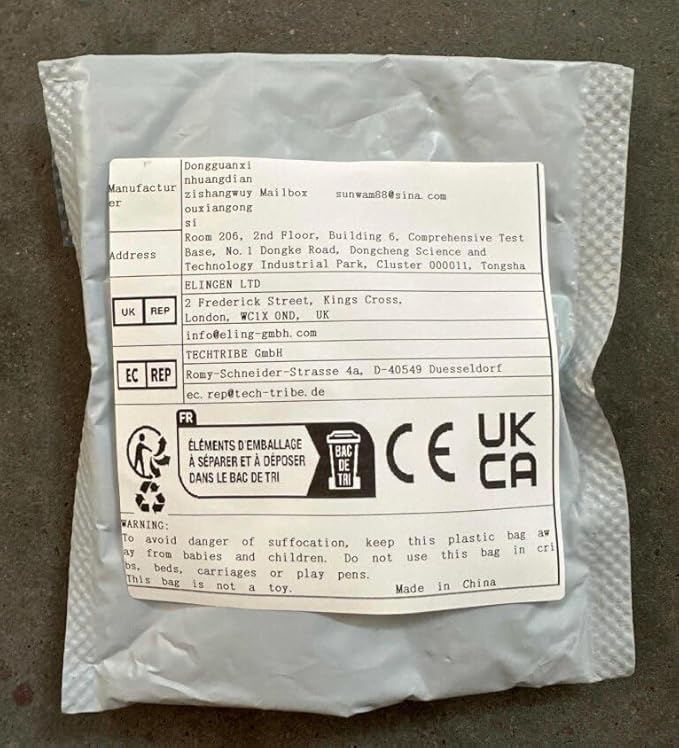 Manufactur
er
Dongguanxi
nhuangdian
zishangwuy Mailbox sunwam88@sina.com
ouxiangong
si
Address
Room 206, 2nd Floor, Building 6, Comprehensive Test
Base, No. 1 Dongke Road, Dongcheng Science and
Technology Industrial Park, Cluster 000011, Tongsha
UK REP
ELINGEN LTD
2 Frederick Street, Kings Cross,
London, WC1X 0ND, UK
info@eling-gmbh.com
EC REP
TECHTRIBE GmbH
Romy-Schneider-Strasse 4a, D-40549 Duesseldorf
ec.rep@tech-tribe.de
FR
ÉLÉMENTS D'EMBALLAGE
À SÉPARER ET À DÉPOSER
DANS LE BAC DE TRI
BAC
DE
TRI
CE
UK
CA
WARNING:
To avoid danger of suffocation, keep this plastic bag aw
ay from babies and children. Do not use this bag in cri
bs, beds, carriages or play pens.
This bag is not a toy. Made in China